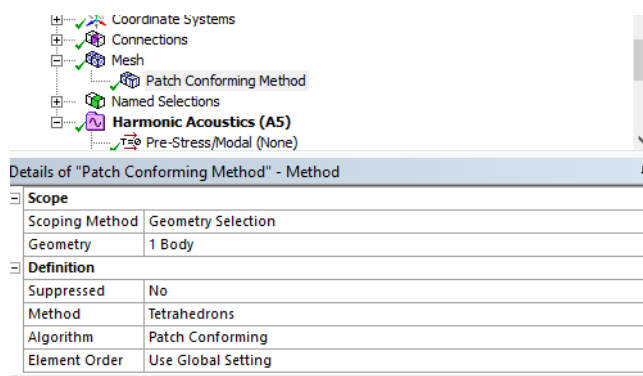 Coordinate Systems
Connections
Mesh
Patch Conforming Method
Named Selections
Harmonic Acoustics (A5)
T=0 Pre-Stress/Modal (None)
Details of "Patch Conforming Method" - Method
Scope
Scoping Method Geometry Selection
Geometry 1 Body
Definition
Suppressed No
Method Tetrahedrons
Algorithm Patch Conforming
Element Order Use Global Setting